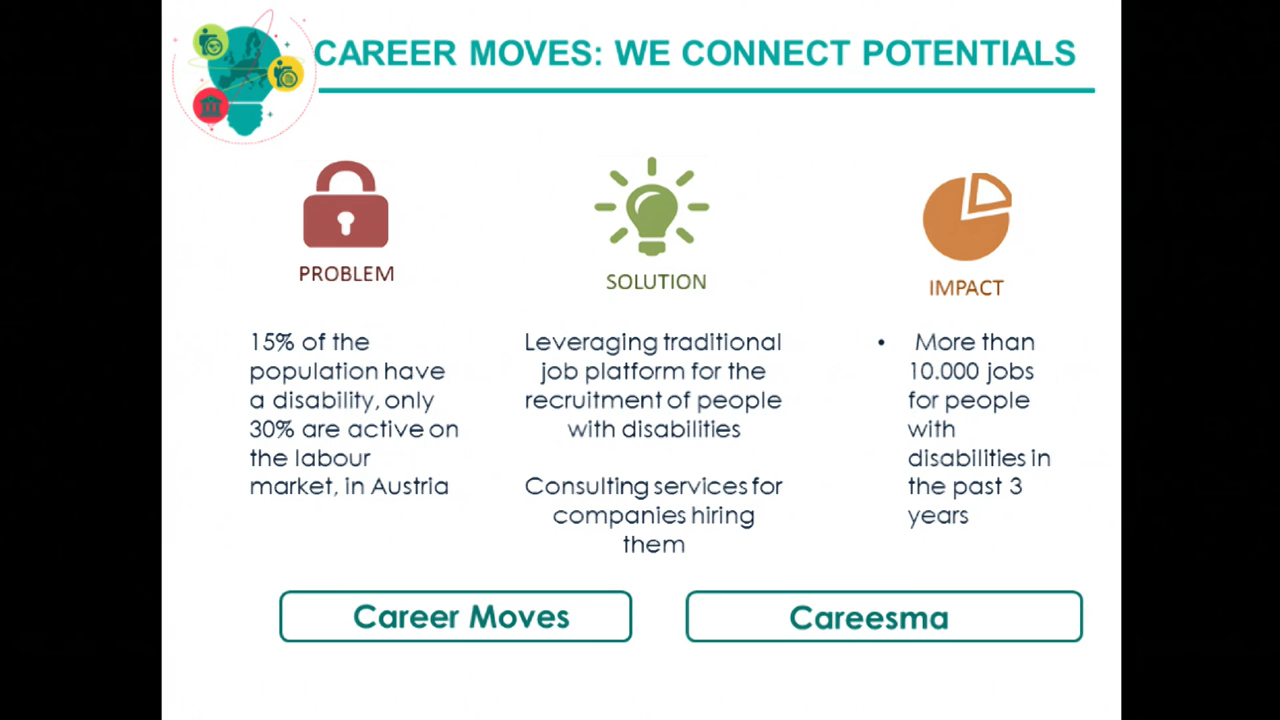 CAREER MOVES: WE CONNECT POTENTIALS
PROBLEM
15% of the
population have
a disability, only
30% are active on
the labour
market, in Austria
SOLUTION
Leveraging traditional
job platform for the
recruitment of people
with disabilities
Consulting services for
companies hiring
them
IMPACT
• More than
10.000 jobs
for people
with
disabilities in
the past 3
years
Career Moves
Careesma